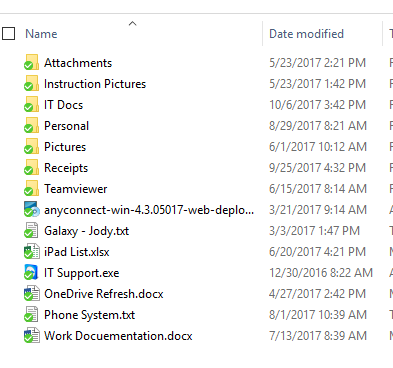 Name Date modified
Attachments 5/23/2017 2:21 PM
Instruction Pictures 5/23/2017 1:42 PM
IT Docs 10/6/2017 3:42 PM
Personal 8/29/2017 8:21 AM
Pictures 6/1/2017 10:12 AM
Receipts 9/25/2017 4:32 PM
Teamviewer 6/15/2017 8:14 AM
anyconnect-win-4.3.05017-web-deplo... 3/21/2017 9:14 AM
Galaxy - Jody.txt 3/3/2017 1:47 PM
iPad List.xlsx 6/20/2017 4:21 PM
IT Support.exe 12/30/2016 8:22 AM
OneDrive Refresh.docx 4/27/2017 2:42 PM
Phone System.txt 8/1/2017 10:39 AM
Work Docuementation.docx 7/13/2017 8:39 AM